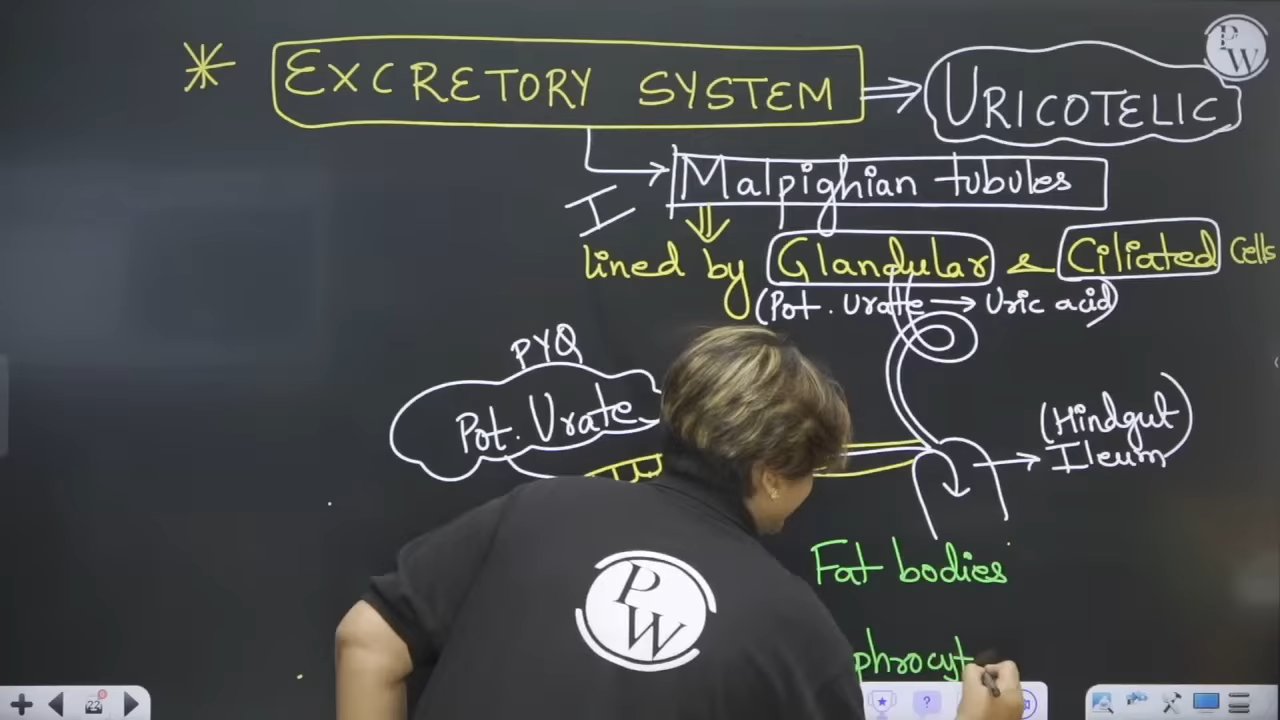 PW
* EXCRETORY SYSTEM ⇒ URICOTELIC
I Malpighian tubules
lined by Glandular & Ciliated Cells
(Pot. Urate → Uric acid)
PYQ
Pot. Urate
(Hindgut)
Ileum
Fat bodies
phrocyt
PW
22